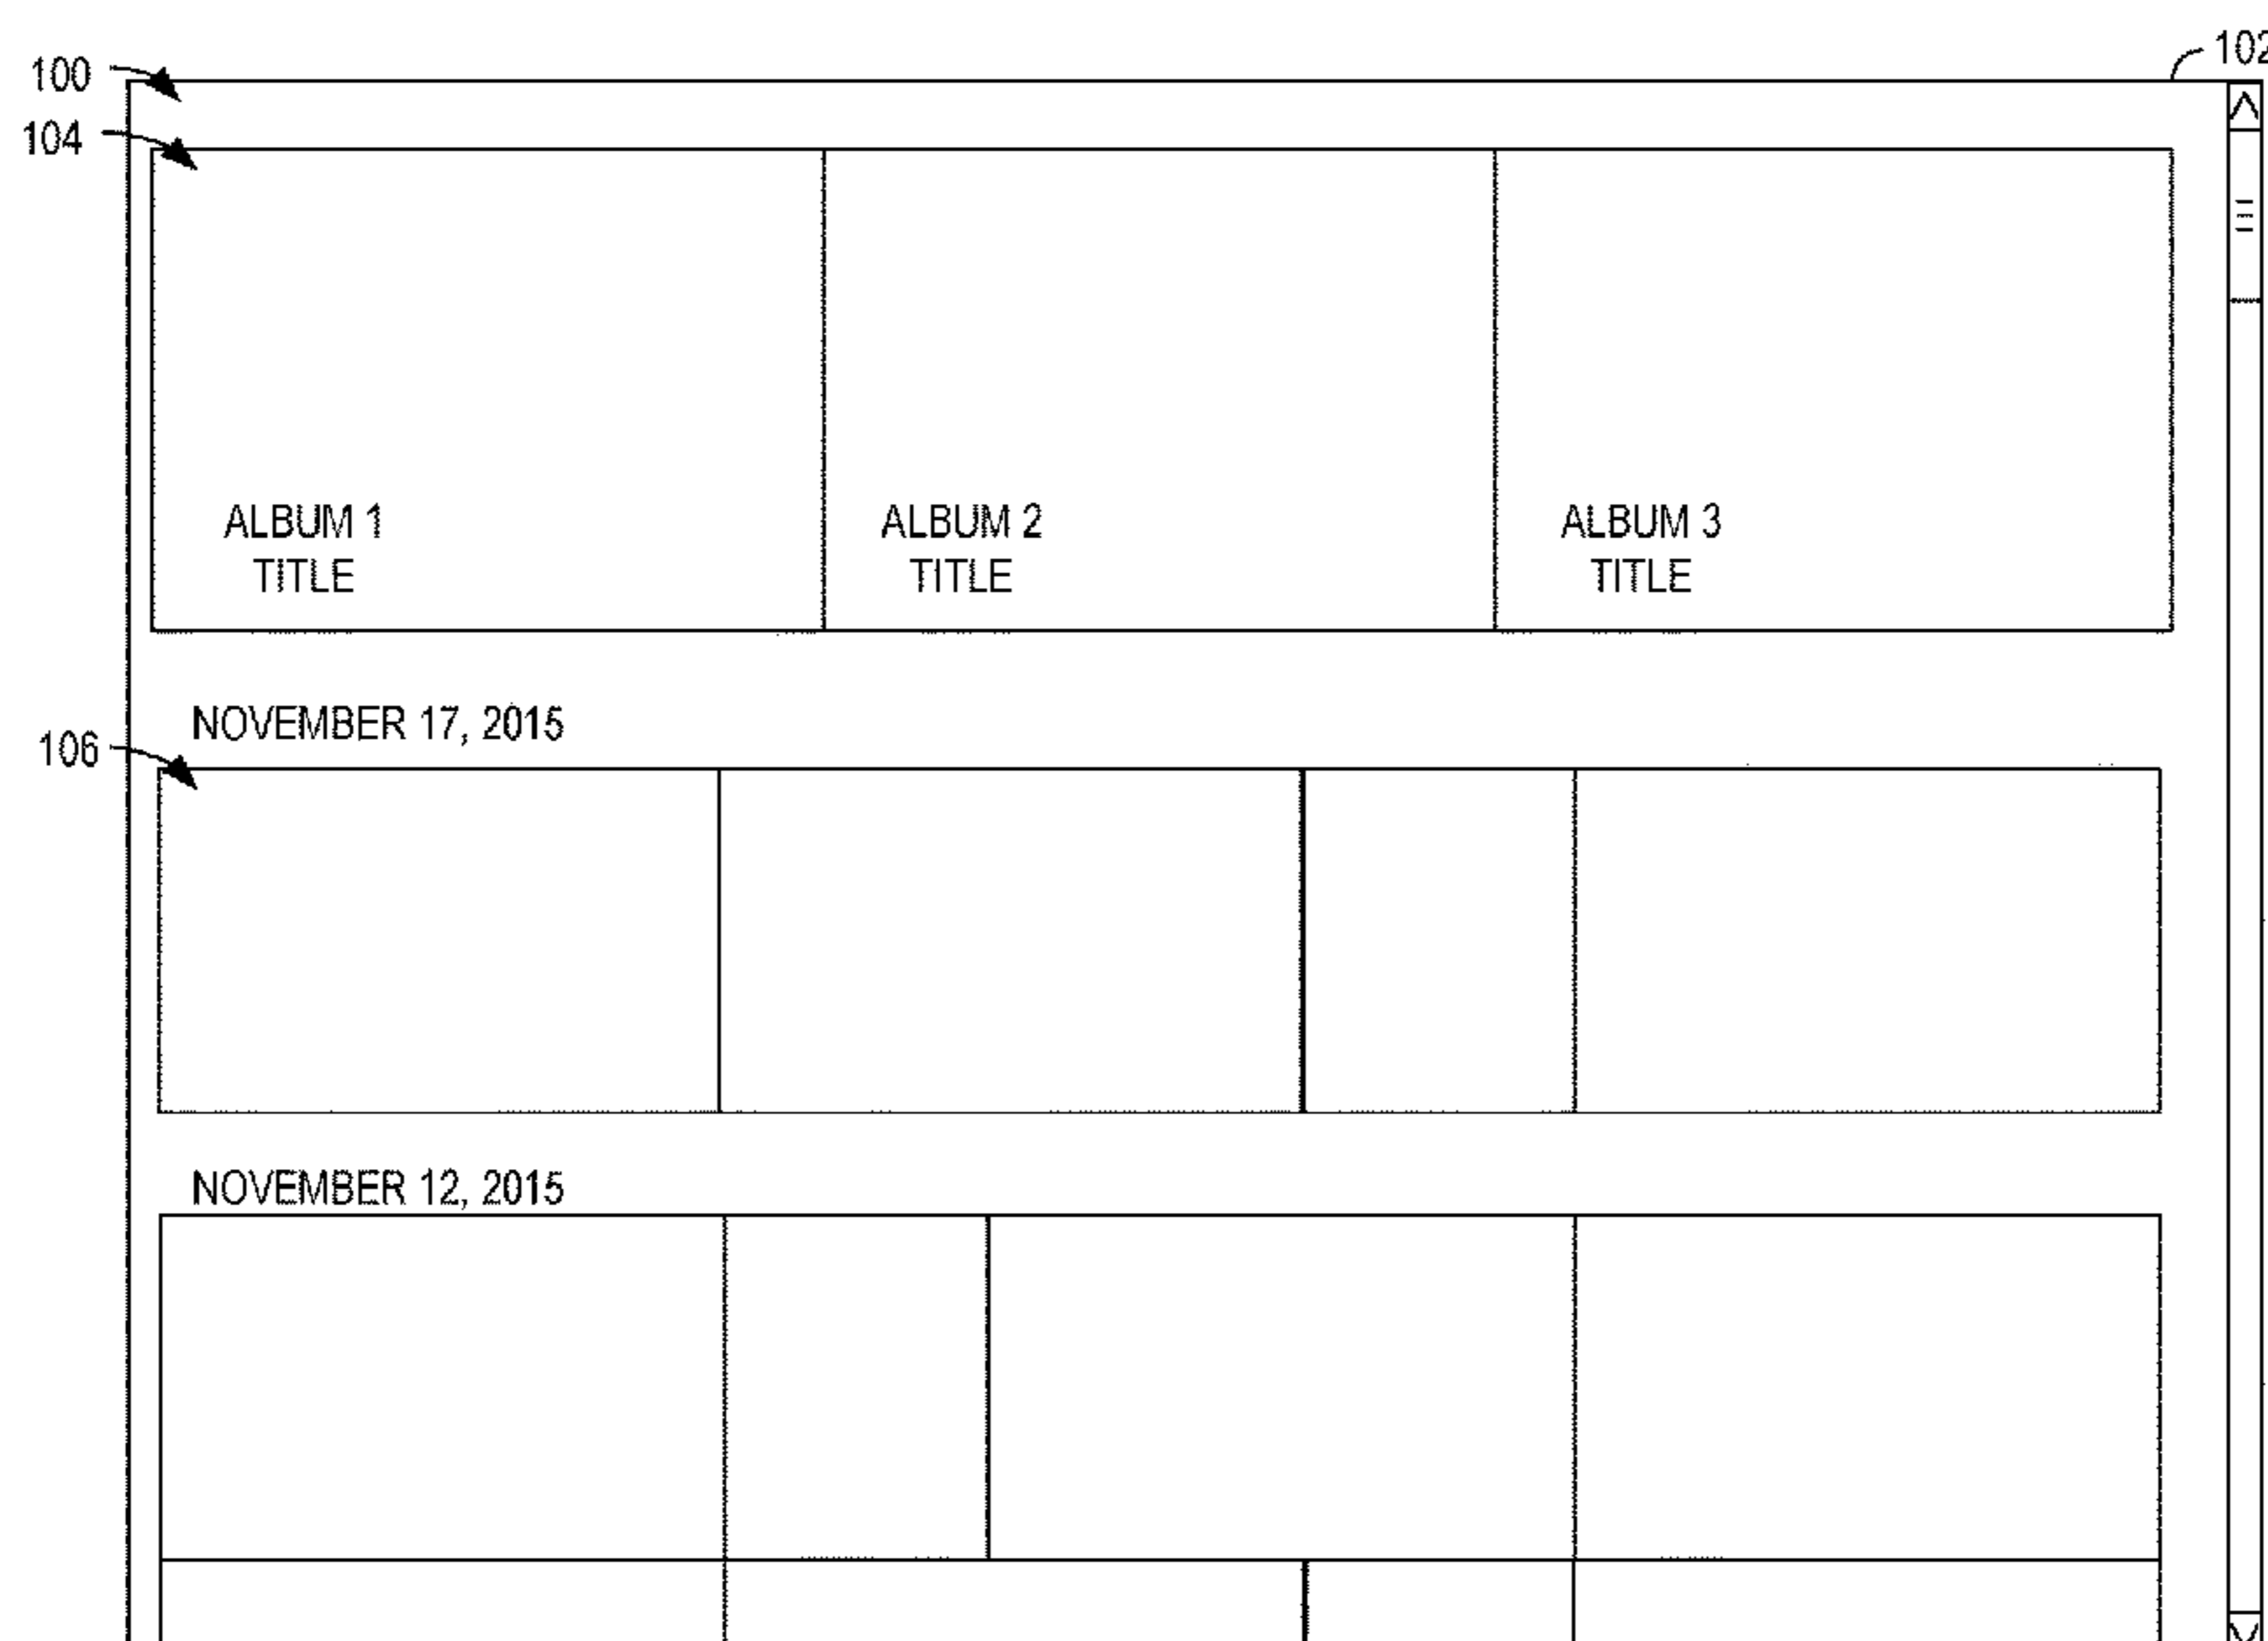 102
100
104
ALBUM 1
TITLE
ALBUM 2
TITLE
ALBUM 3
TITLE
NOVEMBER 17, 2015
106
NOVEMBER 12, 2015